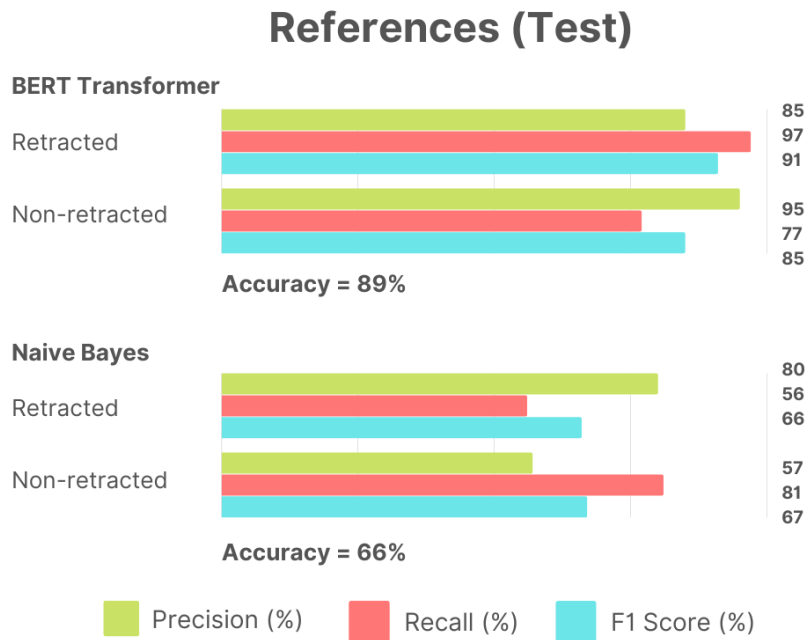 References (Test)
BERT Transformer
Retracted
85
97
91
Non-retracted
95
77
85
Accuracy = 89%
Naive Bayes
Retracted
80
56
66
Non-retracted
57
81
67
Accuracy = 66%
Precision (%) Recall (%) F1 Score (%)